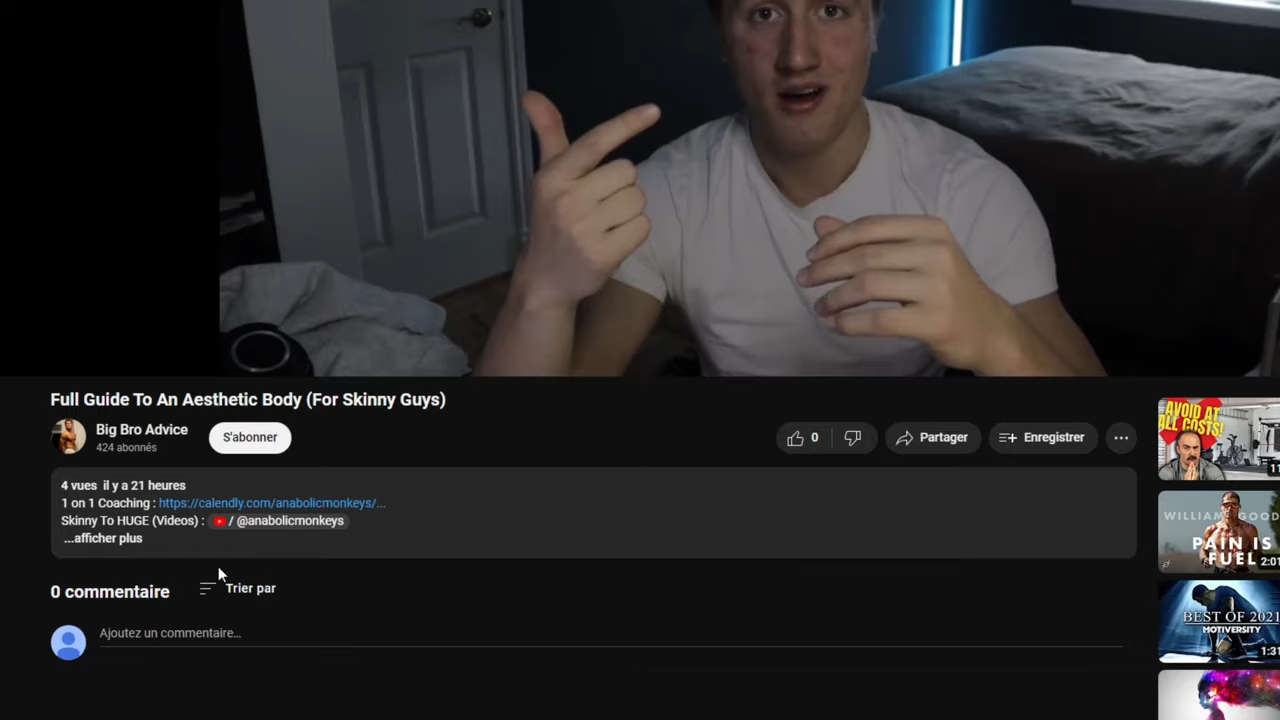 Full Guide To An Aesthetic Body (For Skinny Guys)
Big Bro Advice
424 abonnés
S'abonner
0
Partager
Enregistrer
4 vues il y a 21 heures
1 on 1 Coaching : https://calendly.com/anabolicmonkeys/...
Skinny To HUGE (Videos) : / @anabolicmonkeys
...afficher plus
0 commentaire
Trier par
Ajoutez un commentaire...
AVOID AT
ALL COSTS!
11
WILLIAM GOOD
PAIN IS
FUEL
2:01
BEST OF 2021
MOTIVERSITY
1:31